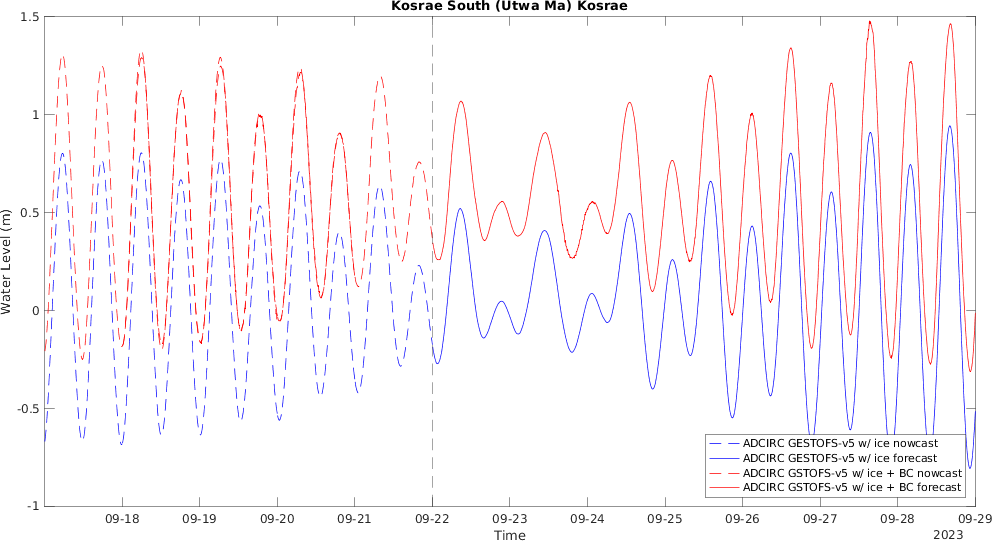 Kosrae South (Utwa Ma) Kosrae
Water Level (m)
1.5
1
0.5
0
-0.5
-1
ADCIRC GESTOFS-v5 w/ ice nowcast
ADCIRC GESTOFS-v5 w/ ice forecast
ADCIRC GSTOFS-v5 w/ ice + BC nowcast
ADCIRC GSTOFS-v5 w/ ice + BC forecast
09-18 09-19 09-20 09-21 09-22 09-23 09-24 09-25 09-26 09-27 09-28 09-29
Time
2023